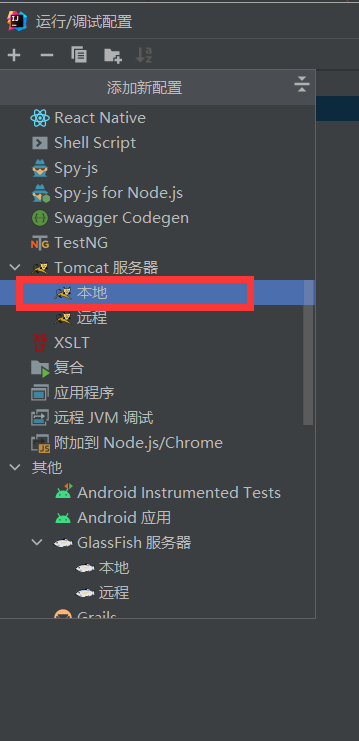 运行/调试配置
添加新配置
React Native
Shell Script
Spy-js
Spy-js for Node.js
Swagger Codegen
TestNG
Tomcat 服务器
本地
远程
XSLT
复合
应用程序
远程 JVM 调试
附加到 Node.js/Chrome
其他
Android Instrumented Tests
Android 应用
GlassFish 服务器
本地
远程
Grails